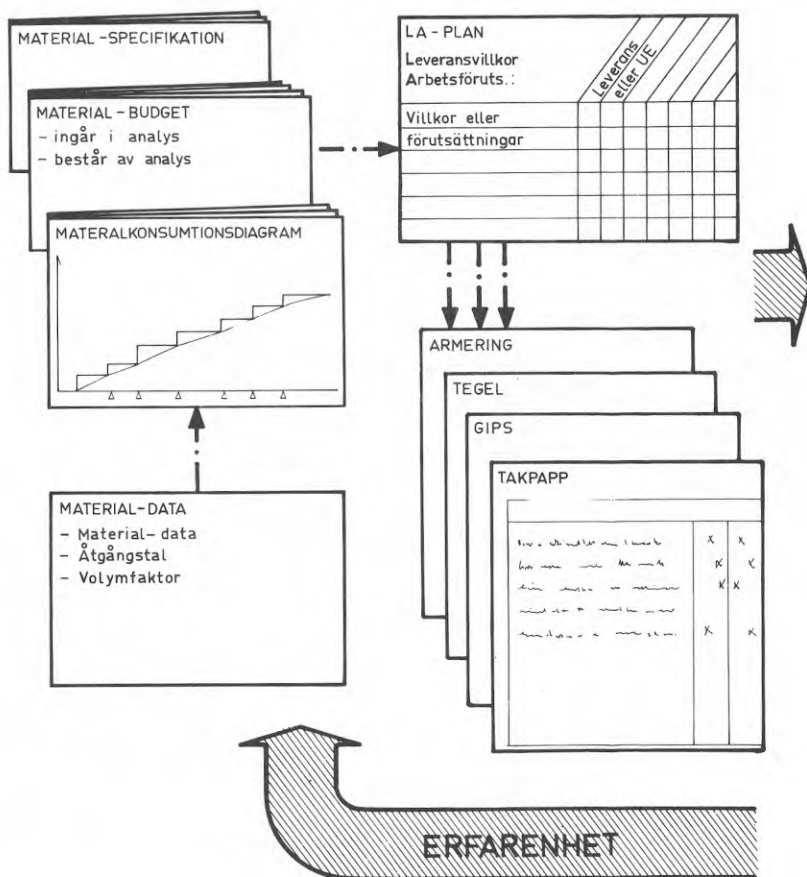 MATERIAL-SPECIFIKATION
MATERIAL-BUDGET
- ingår i analys
- består av analys
MATERALKONSUMTIONSDIAGRAM
MATERIAL-DATA
- Material-data
- Åtgångstal
- Volymfaktor
LA-PLAN
Leveransvillkor
Arbetsföruts.:
Leverans
eller UE
Villkor eller
förutsättningar
ARMERING
TEGEL
GIPS
TAKPAPP
x x
x x
x x
x x
ERFARENHET